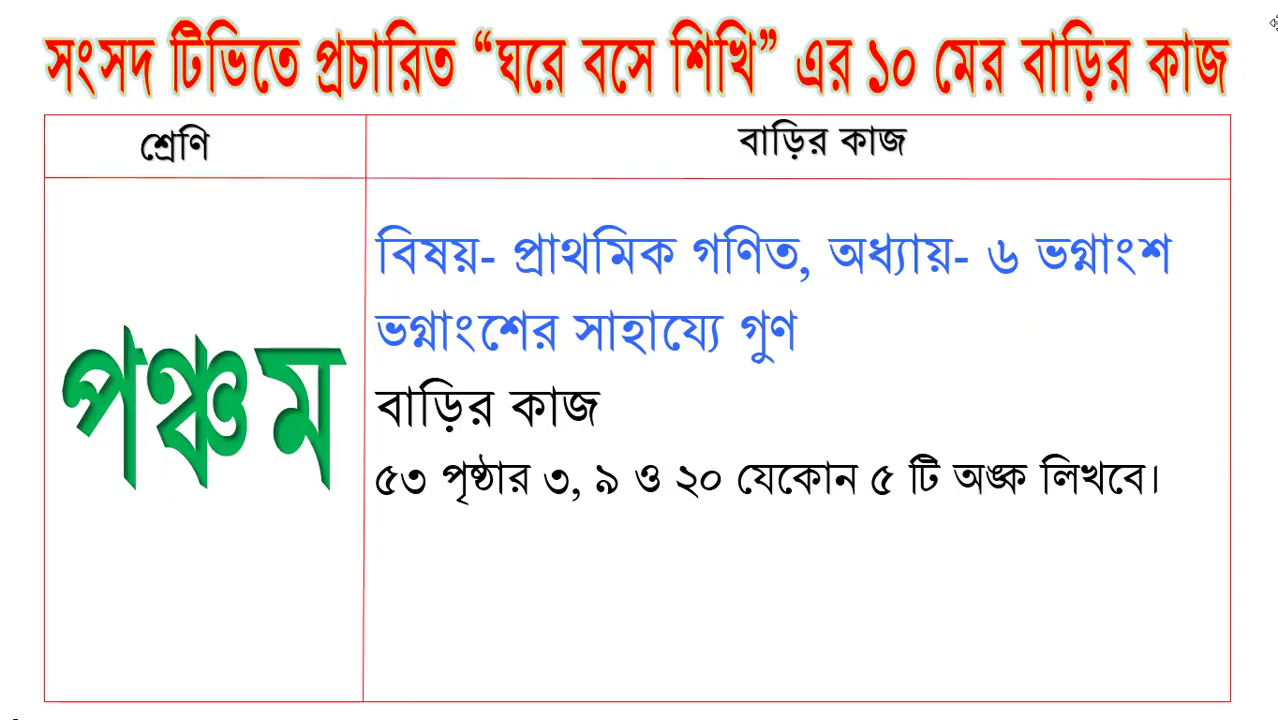 সংসদ টিভিতে প্রচারিত “ঘরে বসে শিখি” এর ১০ মের বাড়ির কাজ
শ্রেণি
বাড়ির কাজ
পঞ্চম
বিষয়- প্রাথমিক গণিত, অধ্যায়- ৬ ভগ্নাংশ
ভগ্নাংশের সাহায্যে গুণ
বাড়ির কাজ
৫৩ পৃষ্ঠার ৩, ৯ ও ২০ যেকোন ৫ টি অঙ্ক লিখবে।